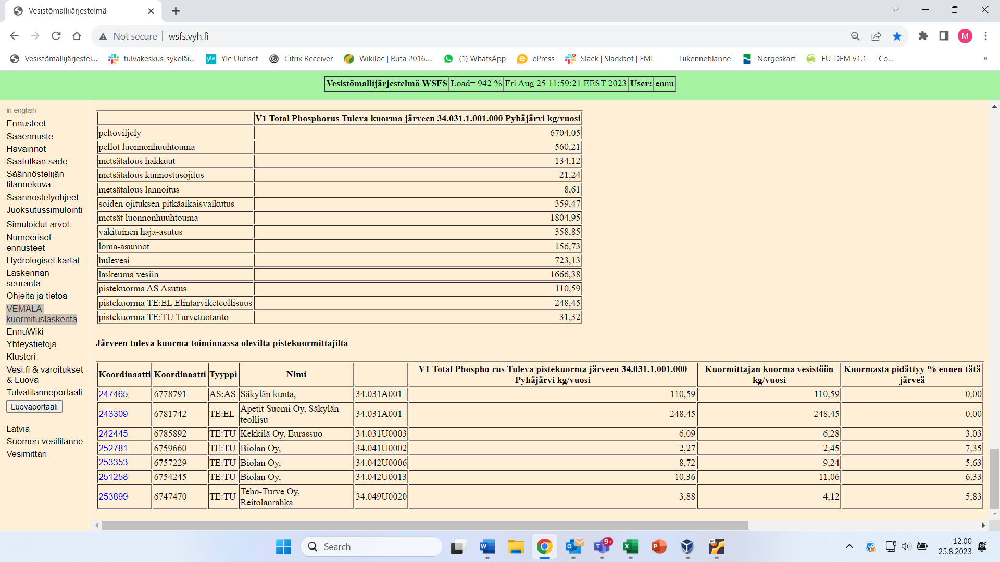 Vesistömallijärjestelmä
Not secure | wsfs.vyh.fi
M
Vesistömallijärjestel... tulvakeskus-sykeläi... yle Yle Uutiset Citrix Receiver Wikiloc | Ruta 2016.... (1) WhatsApp ePress Slack | Slackbot | FMI Liikennetilanne Norgeskart EU-DEM v1.1 — Co... »
Vesistömallijärjestelmä WSFS Load= 942 % Fri Aug 25 11:59:21 EEST 2023 User: ennu
in english
Ennusteet
Sääennuste
Havainnot
Säätutkan sade
Säännöstelijän
tilannekuva
Säännöstelyohjeet
Juoksutussimulointi
Simuloidut arvot
Numeeriset
ennusteet
Hydrologiset kartat
Laskennan
seuranta
Ohjeita ja tietoa
VEMALA
kuormituslaskenta
EnnuWiki
Yhteystietoja
Klusteri
Vesi.fi & varoitukset
& Luova
Tulvatilanneportaali
Luovaportaali
Latvia
Suomen vesitilanne
Vesimittari
V1 Total Phosphorus Tuleva kuorma järveen 34.031.1.001.000 Pyhäjärvi kg/vuosi
peltoviljely 6704,05
pellot luonnonhuuhtouma 560,21
metsätalous hakkuut 134,12
metsätalous kunnostusojitus 21,24
metsätalous lannoitus 8,61
soiden ojituksen pitkäaikaisvaikutus 359,47
metsät luonnonhuuhtouma 1804,95
vakituinen haja-asutus 358,85
loma-asunnot 156,73
hulevesi 723,13
laskeuma vesiin 1666,38
pistekuorma AS Asutus 110,59
pistekuorma TE:EL Elintarviketeollisuus 248,45
pistekuorma TE:TU Turvetuotanto 31,32
Järveen tuleva kuorma toiminnassa olevilta pistekuormittajilta
Koordinaatti Koordinaatti Tyyppi Nimi V1 Total Phospho rus Tuleva pistekuorma järveen 34.031.1.001.000 Kuormittajan kuorma vesistöön Kuormasta pidättyy % ennen tätä
Pyhäjärvi kg/vuosi kg/vuosi järveä
247465 6778791 AS:AS Säkylän kunta, 34.031A001 110,59 110,59 0,00
243309 6781742 TE:EL Apetit Suomi Oy, Säkylän 34.031A001 248,45 248,45 0,00
teollisu
242445 6785892 TE:TU Kekkilä Oy, Eurassuo 34.031U0003 6,09 6,28 3,03
252781 6759660 TE:TU Biolan Oy, 34.041U0002 2,27 2,45 7,35
253353 6757229 TE:TU Biolan Oy, 34.042U0006 8,72 9,24 5,63
251258 6754245 TE:TU Biolan Oy, 34.042U0013 10,36 11,06 6,33
253899 6747470 TE:TU Teho-Turve Oy, 34.049U0020 3,88 4,12 5,83
Reitolanrahka
Search
W
O
T 9+
X
P
64
12.00
25.8.2023